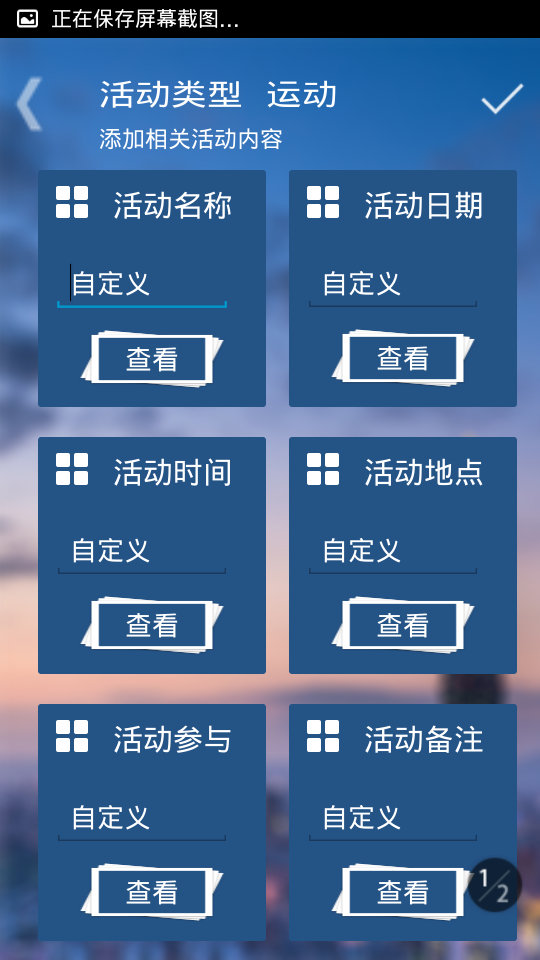 正在保存屏幕截图...
活动类型 运动
添加相关活动内容
活动名称
活动日期
自定义
自定义
查看
查看
活动时间
活动地点
自定义
自定义
查看
查看
活动参与
活动备注
自定义
自定义
查看
查看
1/2